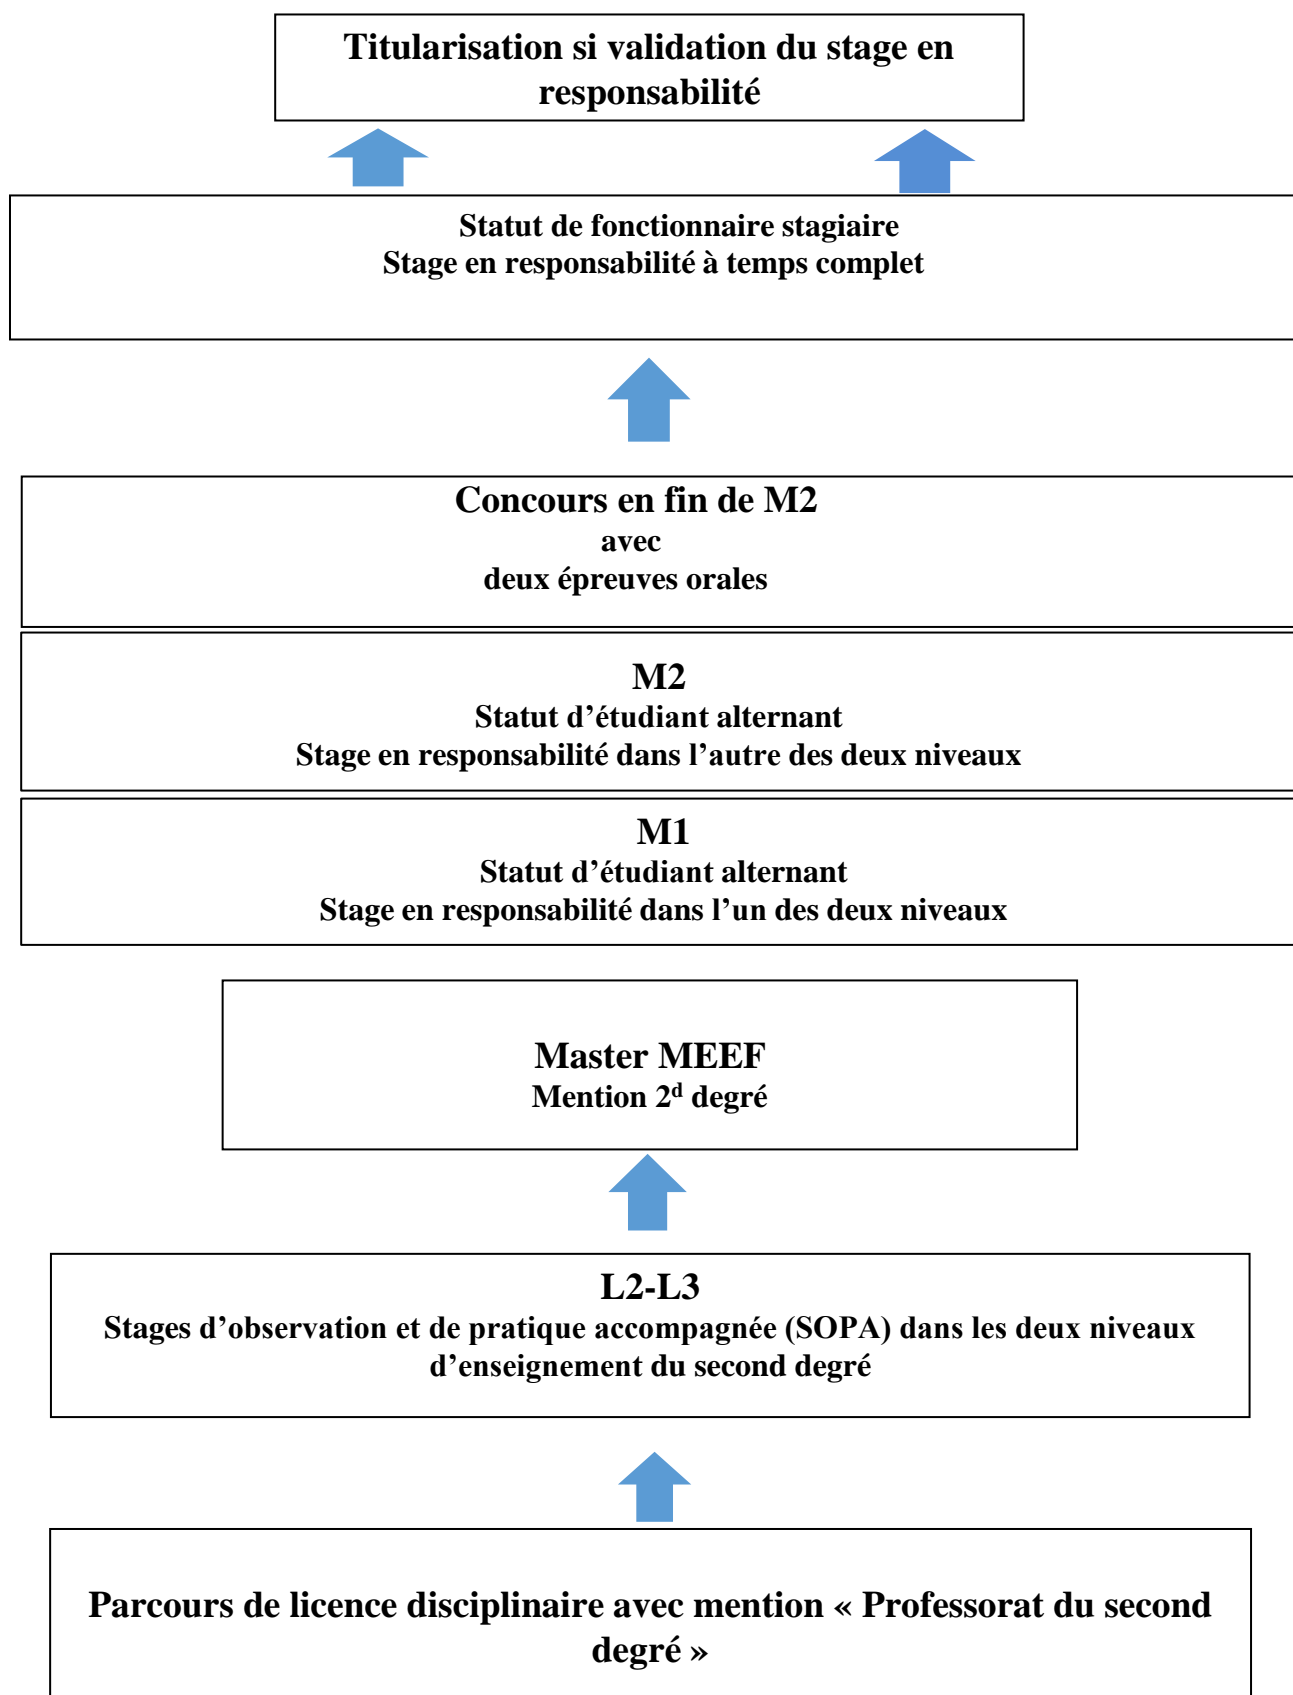 Titularisation si validation du stage en
responsabilité
Statut de fonctionnaire stagiaire
Stage en responsabilité à temps complet
Concours en fin de M2
avec
deux épreuves orales
M2
Statut d’étudiant alternant
Stage en responsabilité dans l’autre des deux niveaux
M1
Statut d’étudiant alternant
Stage en responsabilité dans l’un des deux niveaux
Master MEEF
Mention 2ᵈ degré
L2-L3
Stages d’observation et de pratique accompagnée (SOPA) dans les deux niveaux
d’enseignement du second degré
Parcours de licence disciplinaire avec mention « Professorat du second
degré »